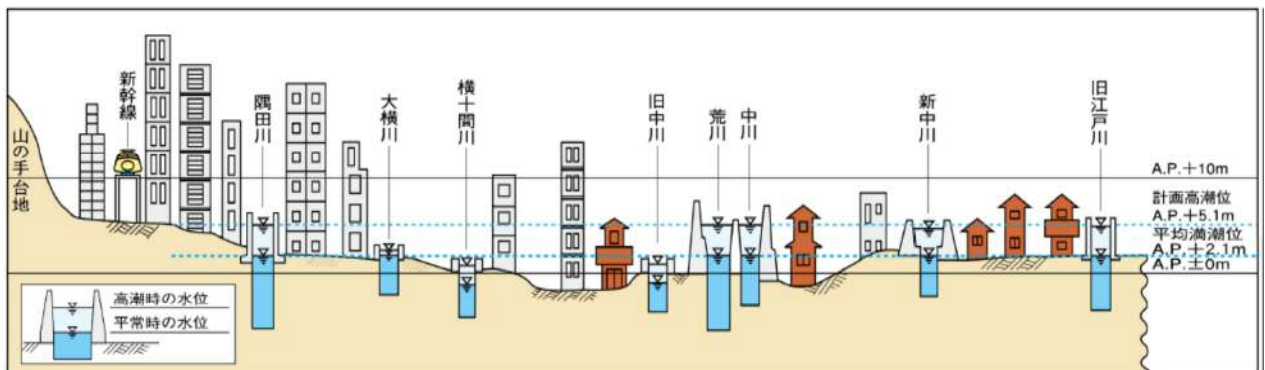 山の手台地
新幹線
隅田川
大横川
横十間川
旧中川
荒川
中川
新中川
旧江戸川
A.P.＋10m
計画高潮位
A.P.＋5.1m
平均満潮位
A.P.＋2.1m
A.P.±0m
高潮時の水位
平常時の水位